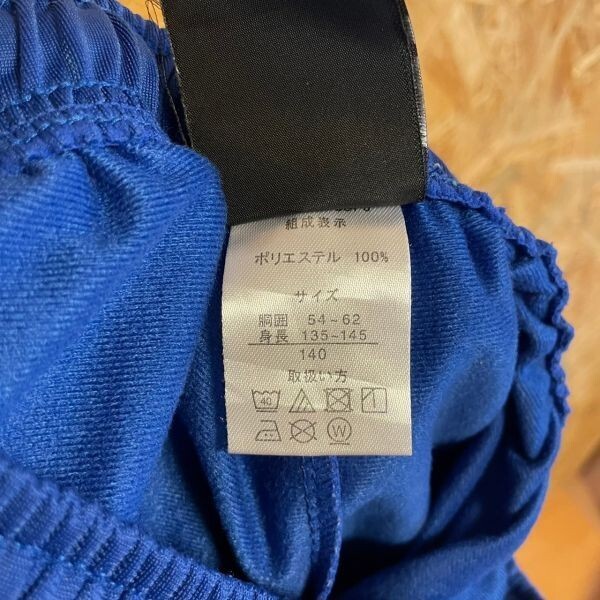 組成表示
ポリエステル 100%
サイズ
胴囲 54~62
身長 135~145
140
取扱い方
40
W